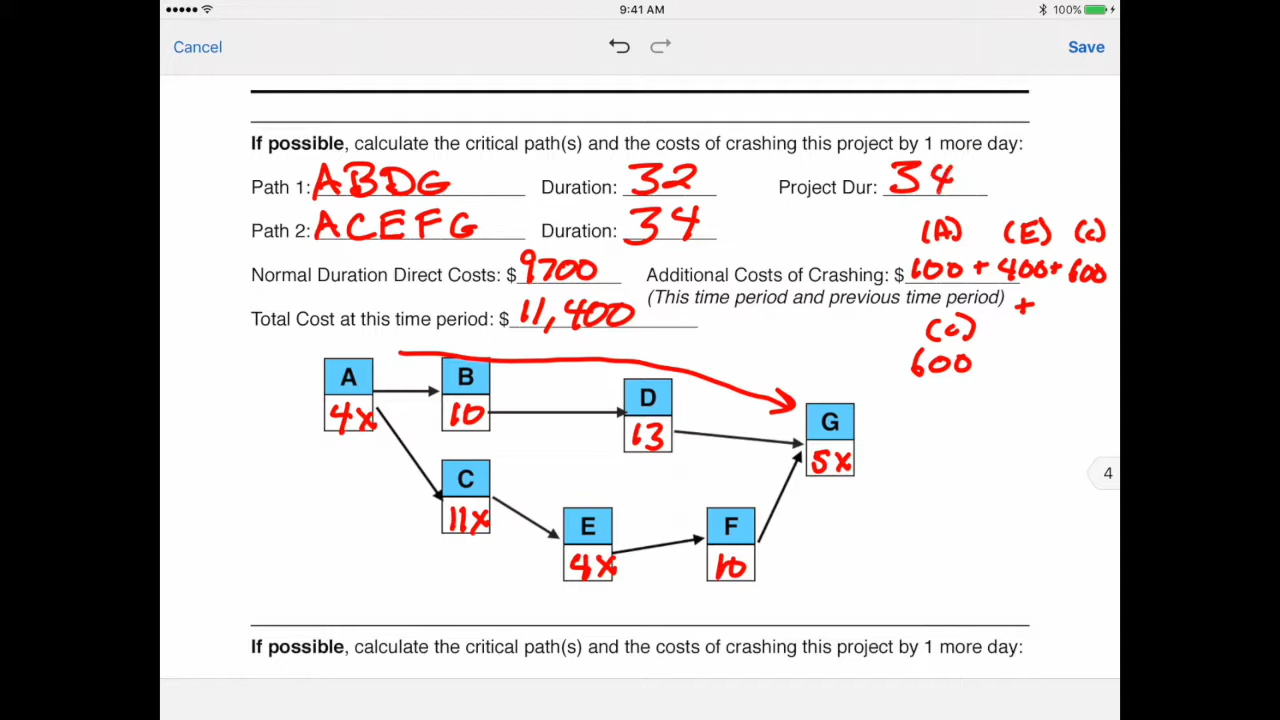 9:41 AM 100%
Cancel Save
If possible, calculate the critical path(s) and the costs of crashing this project by 1 more day:
Path 1: ABDG Duration: 32 Project Dur: 34
Path 2: ACEFG Duration: 34
(A) (E) (C)
Normal Duration Direct Costs: $9700 Additional Costs of Crashing: $100 + 400 + 600
(This time period and previous time period) +
Total Cost at this time period: $11,400
(C)
600
A B
4x 10
D
13
G
5x
C
11x
E F
4x 10
4
If possible, calculate the critical path(s) and the costs of crashing this project by 1 more day: